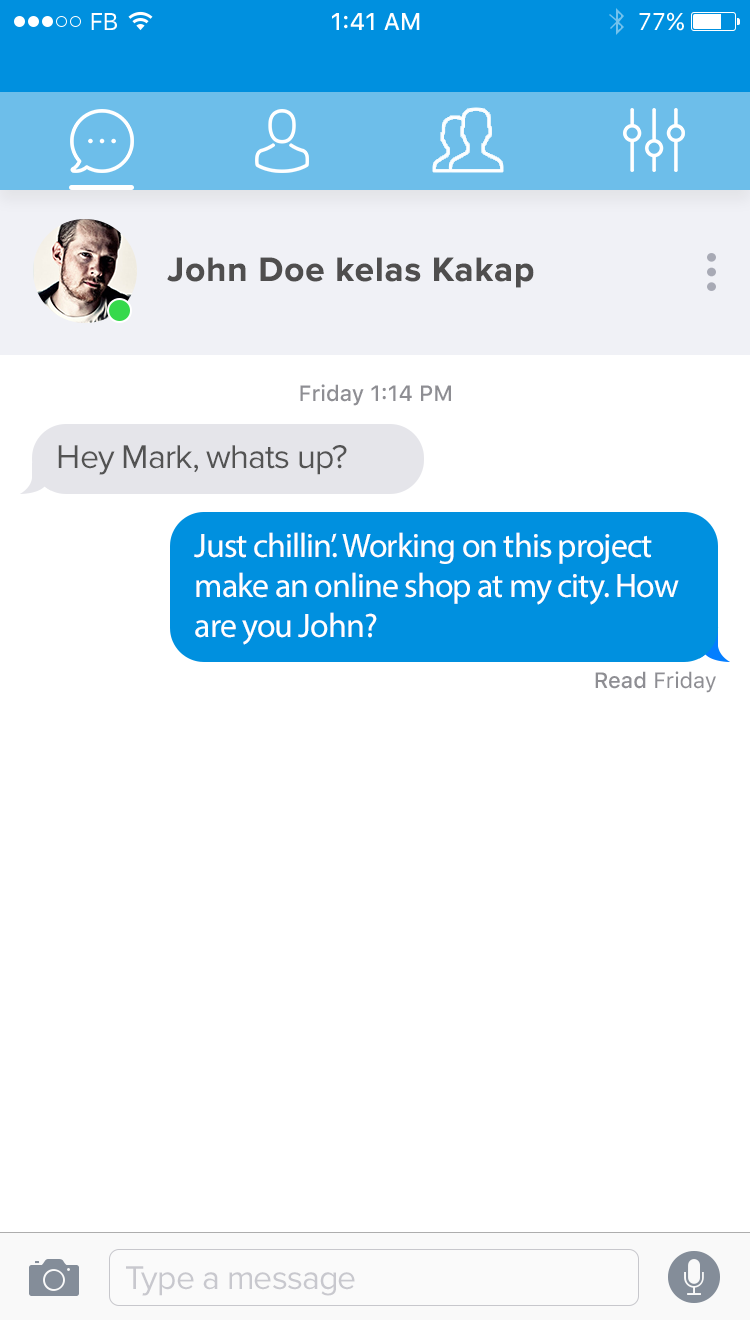 FB
1:41 AM
77%
John Doe kelas Kakap
Friday 1:14 PM
Hey Mark, whats up?
Just chillin'. Working on this project
make an online shop at my city. How
are you John?
Read Friday
Type a message